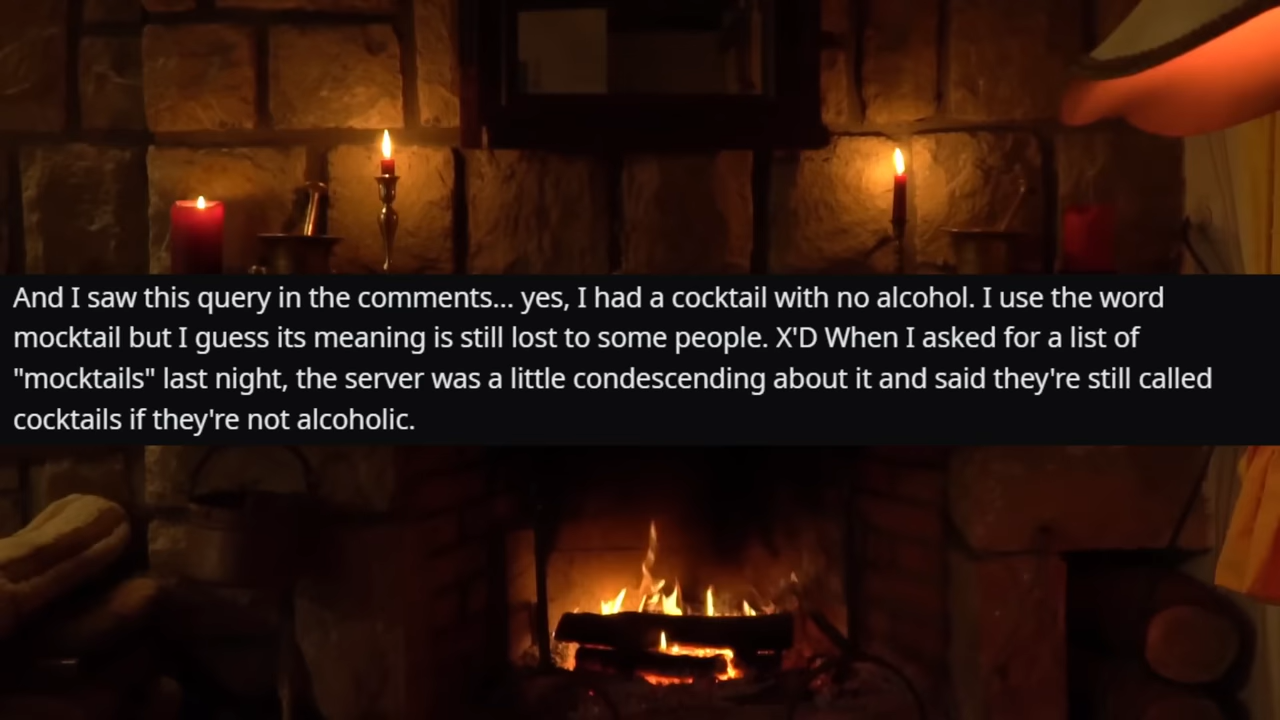 And I saw this query in the comments... yes, I had a cocktail with no alcohol. I use the word
mocktail but I guess its meaning is still lost to some people. X'D When I asked for a list of
"mocktails" last night, the server was a little condescending about it and said they're still called
cocktails if they're not alcoholic.